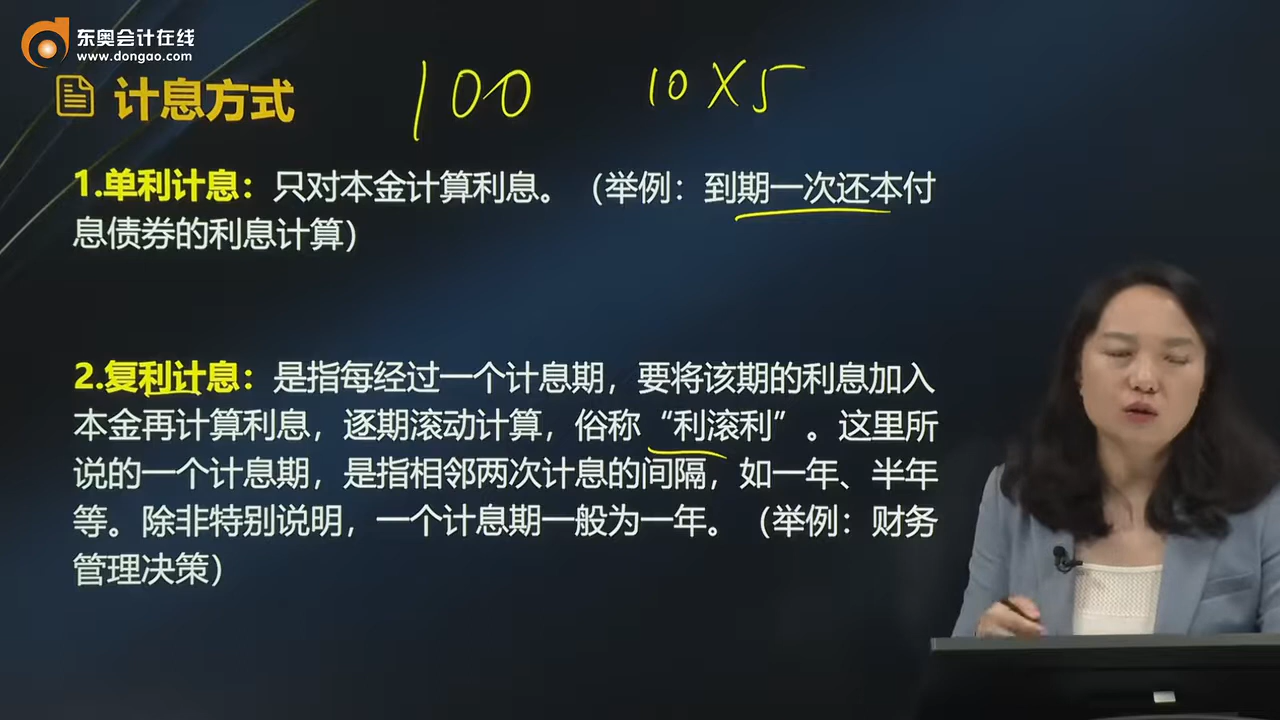 东奥会计在线
www.dongao.com
计息方式
100 10×5
1.单利计息：只对本金计算利息。（举例：到期一次还本付
息债券的利息计算）
2.复利计息：是指每经过一个计息期，要将该期的利息加入
本金再计算利息，逐期滚动计算，俗称“利滚利”。这里所
说的一个计息期，是指相邻两次计息的间隔，如一年、半年
等。除非特别说明，一个计息期一般为一年。（举例：财务
管理决策）